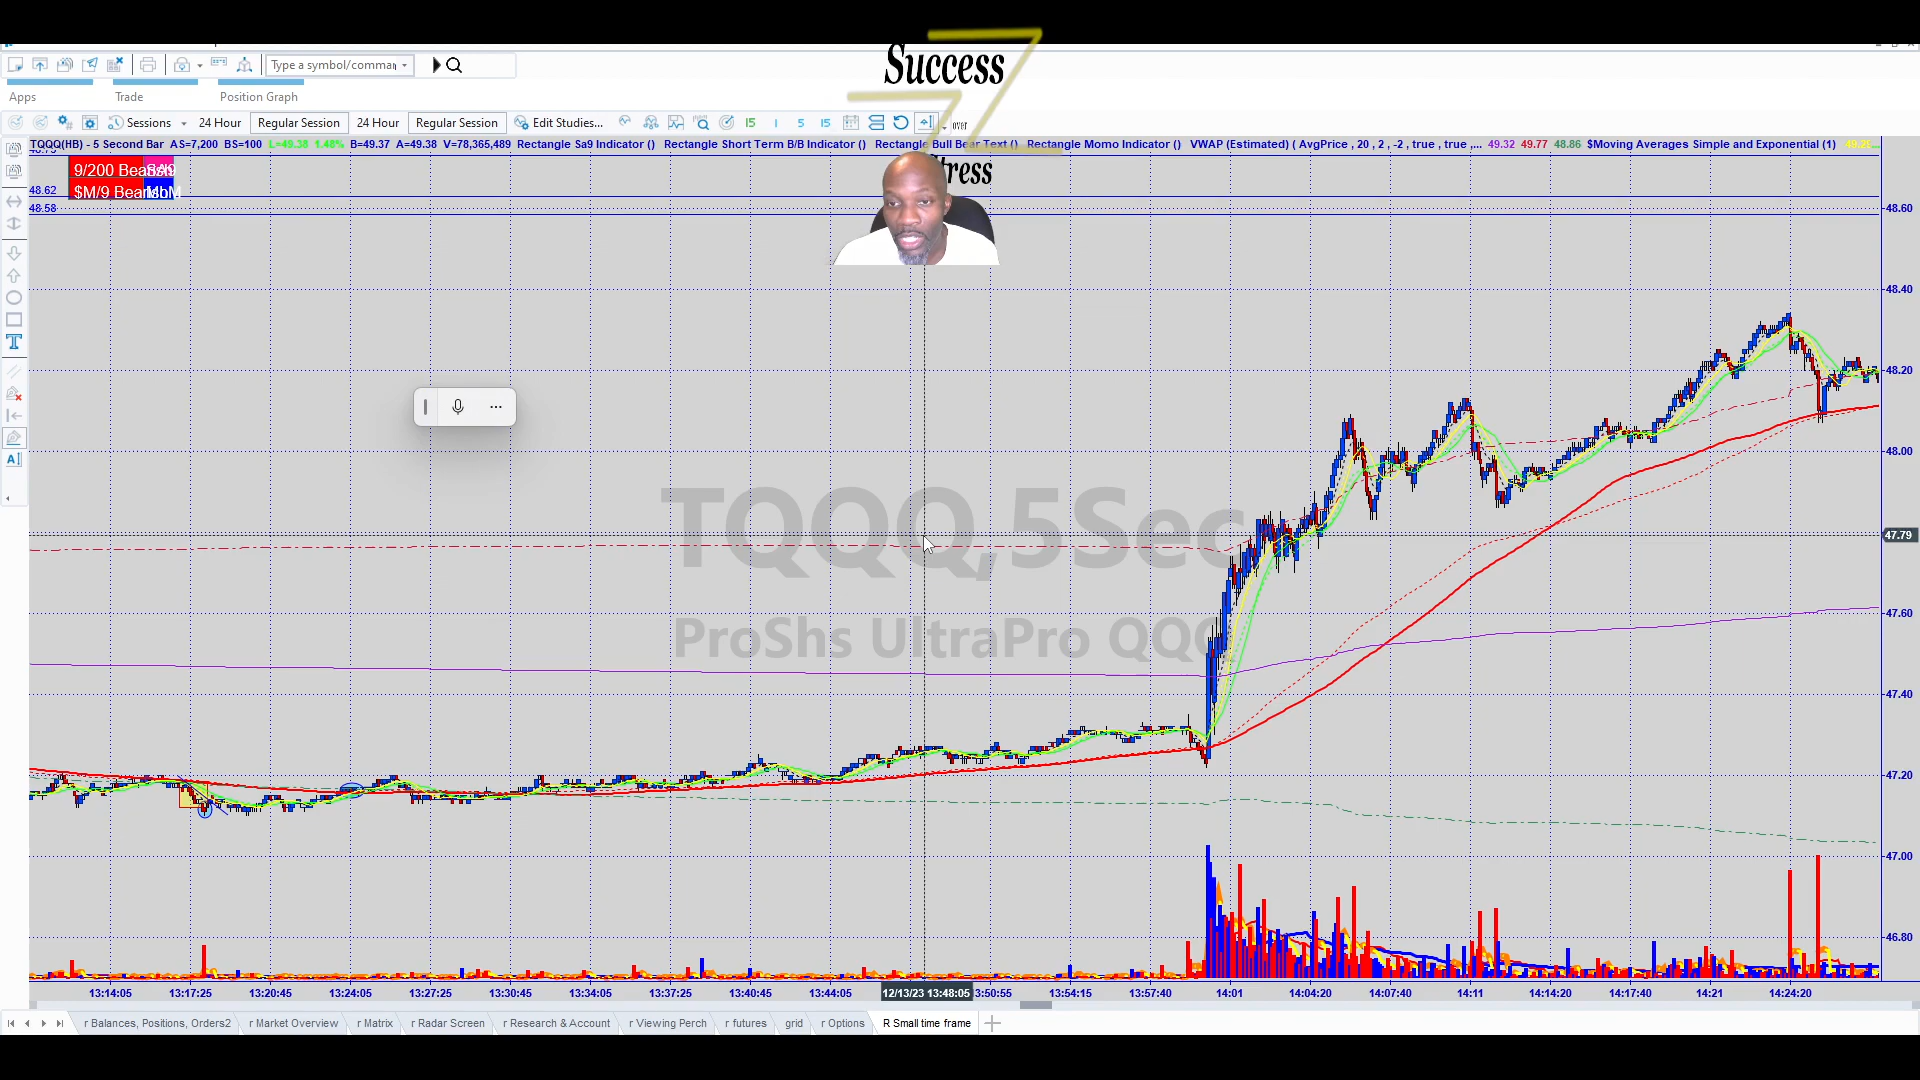 Success
Type a symbol/command
Apps Trade Position Graph
Sessions 24 Hour Regular Session 24 Hour Regular Session Edit Studies... 15 1 5 15 over
TQQQ(HB) - 5 Second Bar AS=7,200 BS=100 L=49.38 1.48% B=49.37 A=49.38 V=78,365,489 Rectangle Sa9 Indicator () Rectangle Short Term B/B Indicator () Rectangle Bull Bear Text () Rectangle Momo Indicator () VWAP (Estimated) ( AvgPrice , 20 , 2 , -2 , true , true ,... 49.32 49.77 48.86 $Moving Averages Simple and Exponential (1)
9/200 Bearish
$M/9 Bearish
48.62
48.58
48.60
48.40
48.20
48.00
47.79
47.60
47.40
47.20
47.00
46.80
TQQQ,5Sec
ProShs UltraPro QQQ
13:14:05 13:17:25 13:20:45 13:24:05 13:27:25 13:30:45 13:34:05 13:37:25 13:40:45 13:44:05 12/13/23 13:48:05 3:50:55 13:54:15 13:57:40 14:01 14:04:20 14:07:40 14:11 14:14:20 14:17:40 14:21 14:24:20
r Balances, Positions, Orders2 r Market Overview r Matrix r Radar Screen r Research & Account r Viewing Perch r futures grid r Options R Small time frame